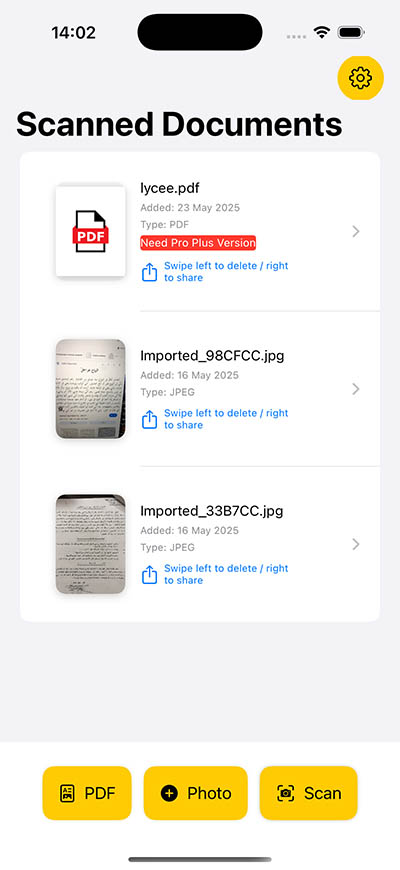 14:02
Scanned Documents
lycee.pdf
Added: 23 May 2025
Type: PDF
PDF
Need Pro Plus Version
Swipe left to delete / right
to share
Imported_98CFCC.jpg
Added: 16 May 2025
Type: JPEG
Swipe left to delete / right
to share
Imported_33B7CC.jpg
Added: 16 May 2025
Type: JPEG
Swipe left to delete / right
to share
PDF
Photo
Scan